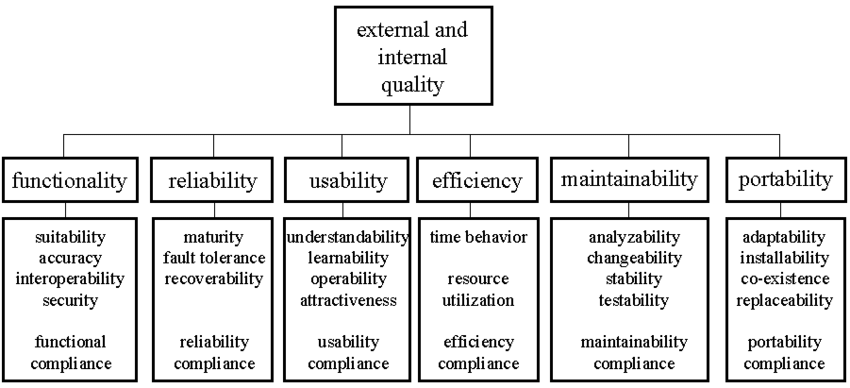 external and
internal
quality
functionality
reliability
usability
efficiency
maintainability
portability
suitability
accuracy
interoperability
security
functional
compliance
maturity
fault tolerance
recoverability
reliability
compliance
understandability
learnability
operability
attractiveness
usability
compliance
time behavior
resource
utilization
efficiency
compliance
analyzability
changeability
stability
testability
maintainability
compliance
adaptability
installability
co-existence
replaceability
portability
compliance